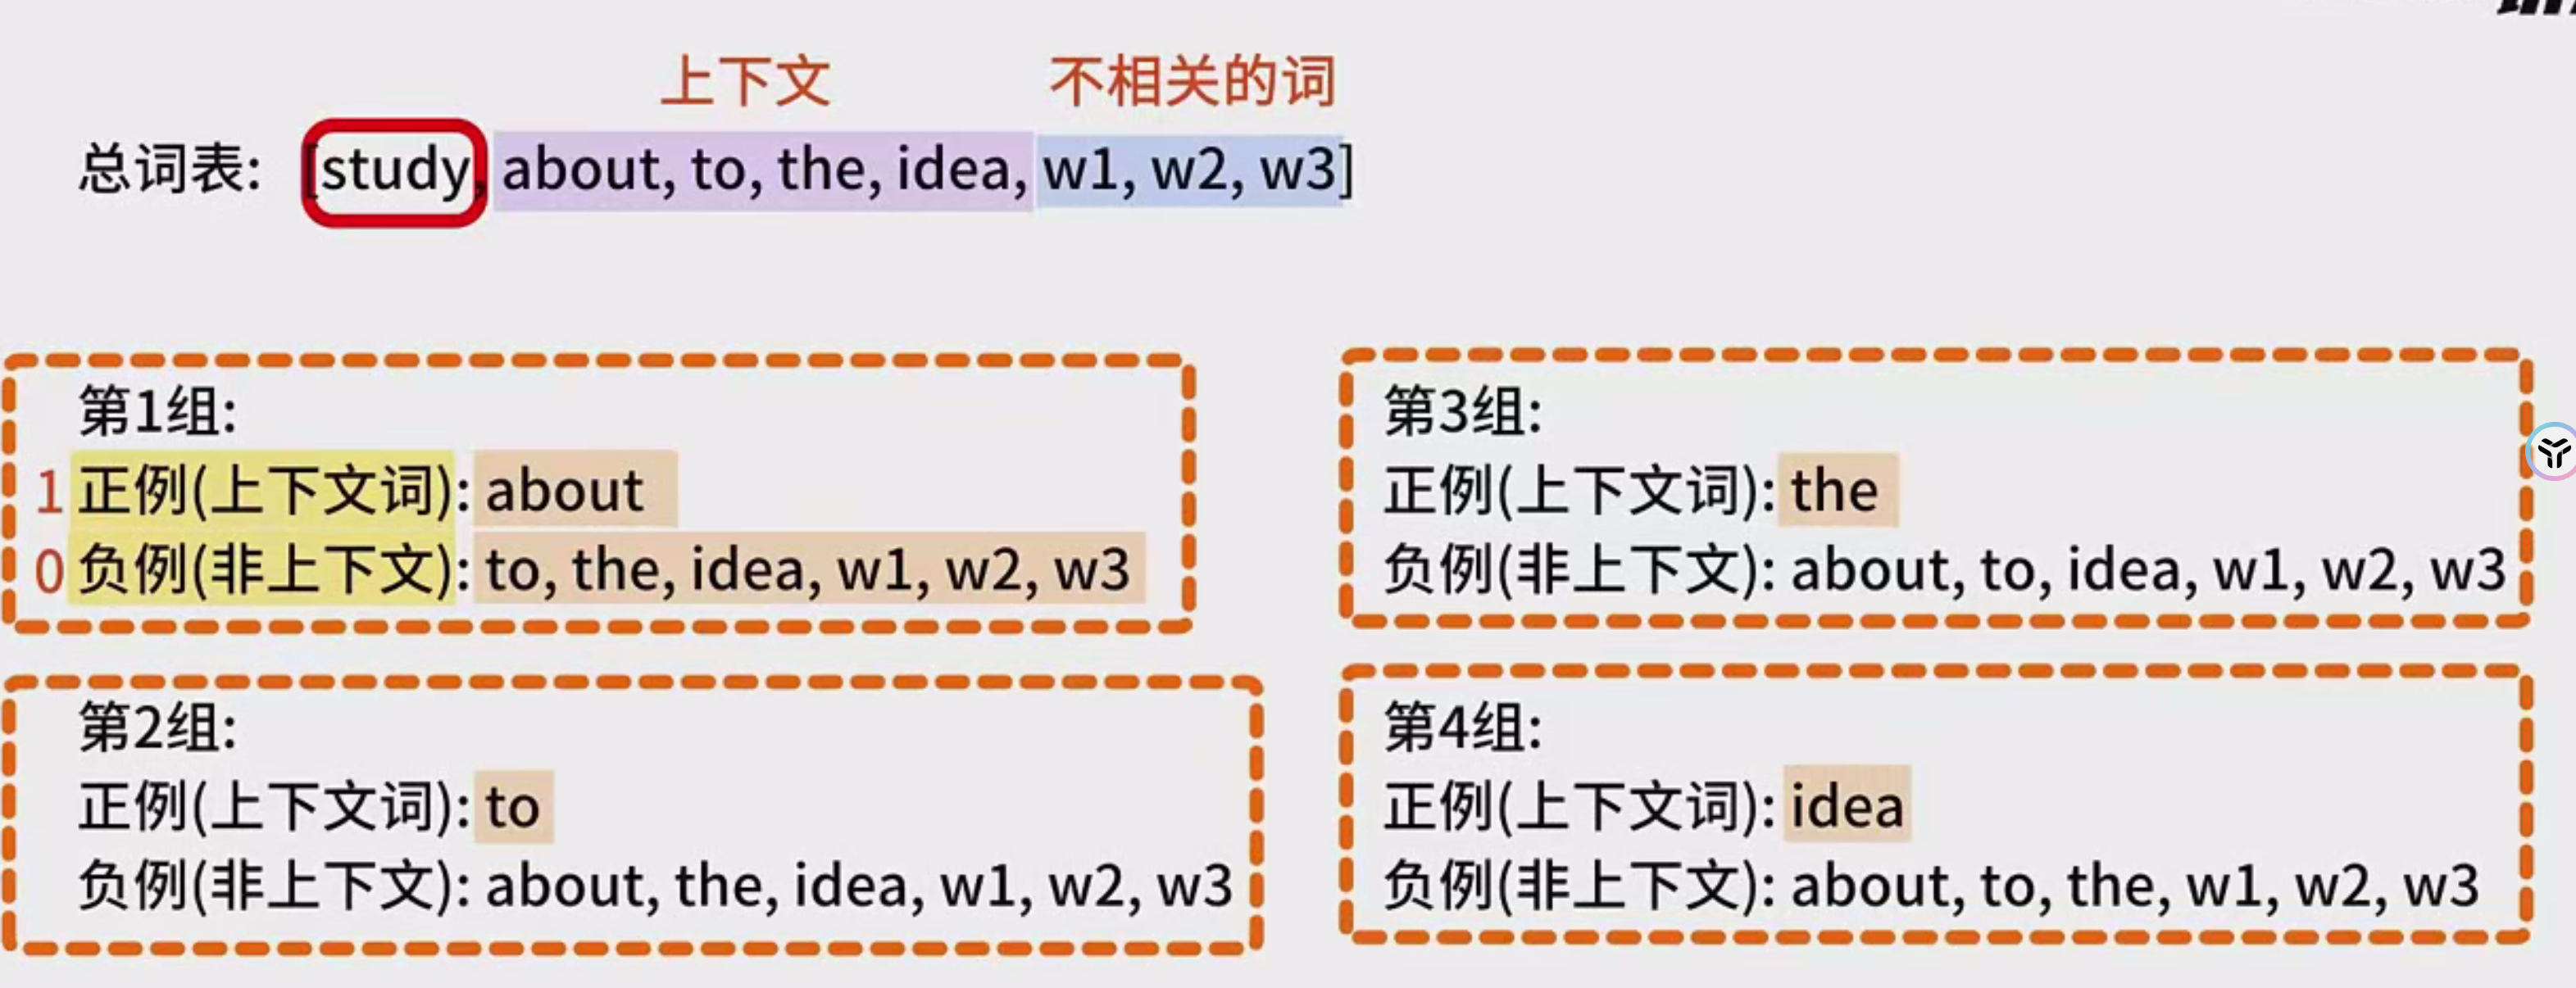 上下文 不相关的词
总词表: [study, about, to, the, idea, w1, w2, w3]
第1组:
1 正例(上下文词): about
0 负例(非上下文): to, the, idea, w1, w2, w3
第2组:
正例(上下文词): to
负例(非上下文): about, the, idea, w1, w2, w3
第3组:
正例(上下文词): the
负例(非上下文): about, to, idea, w1, w2, w3
第4组:
正例(上下文词): idea
负例(非上下文): about, to, the, w1, w2, w3